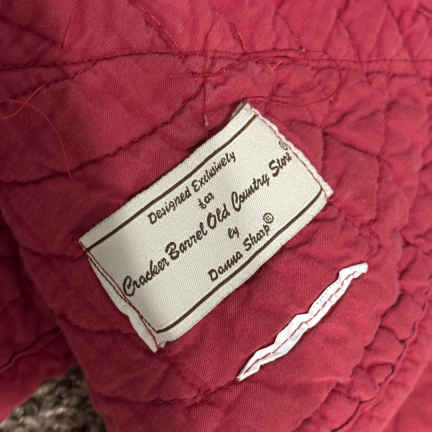 Designed Exclusively
for
Cracker Barrel Old Country Store®
by
Donna Sharp©